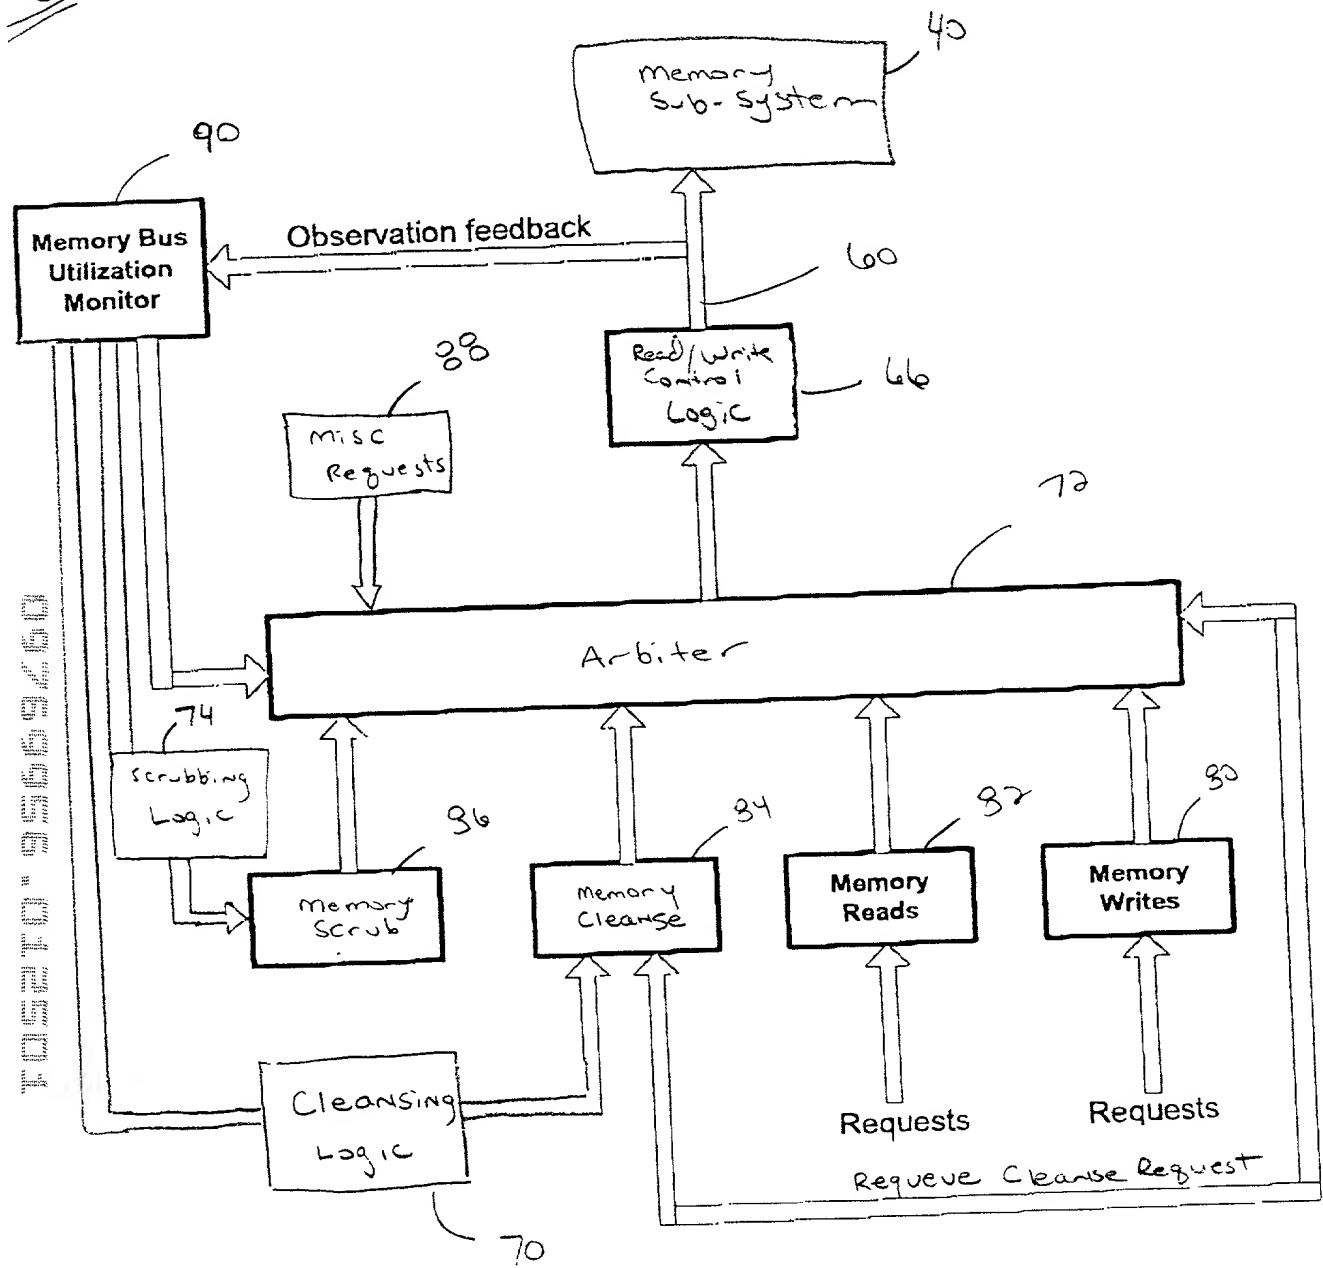 40
Memory
Sub-System
90
Memory Bus
Utilization
Monitor
Observation feedback
60
Read/Write
Control
Logic
66
88
Misc
Requests
72
Arbiter
74
Scrubbing
Logic
86
Memory
Scrub
84
Memory
Cleanse
82
Memory
Reads
80
Memory
Writes
Requests
Requests
Cleansing
Logic
70
Requeue Cleanse Request
09769956.012501